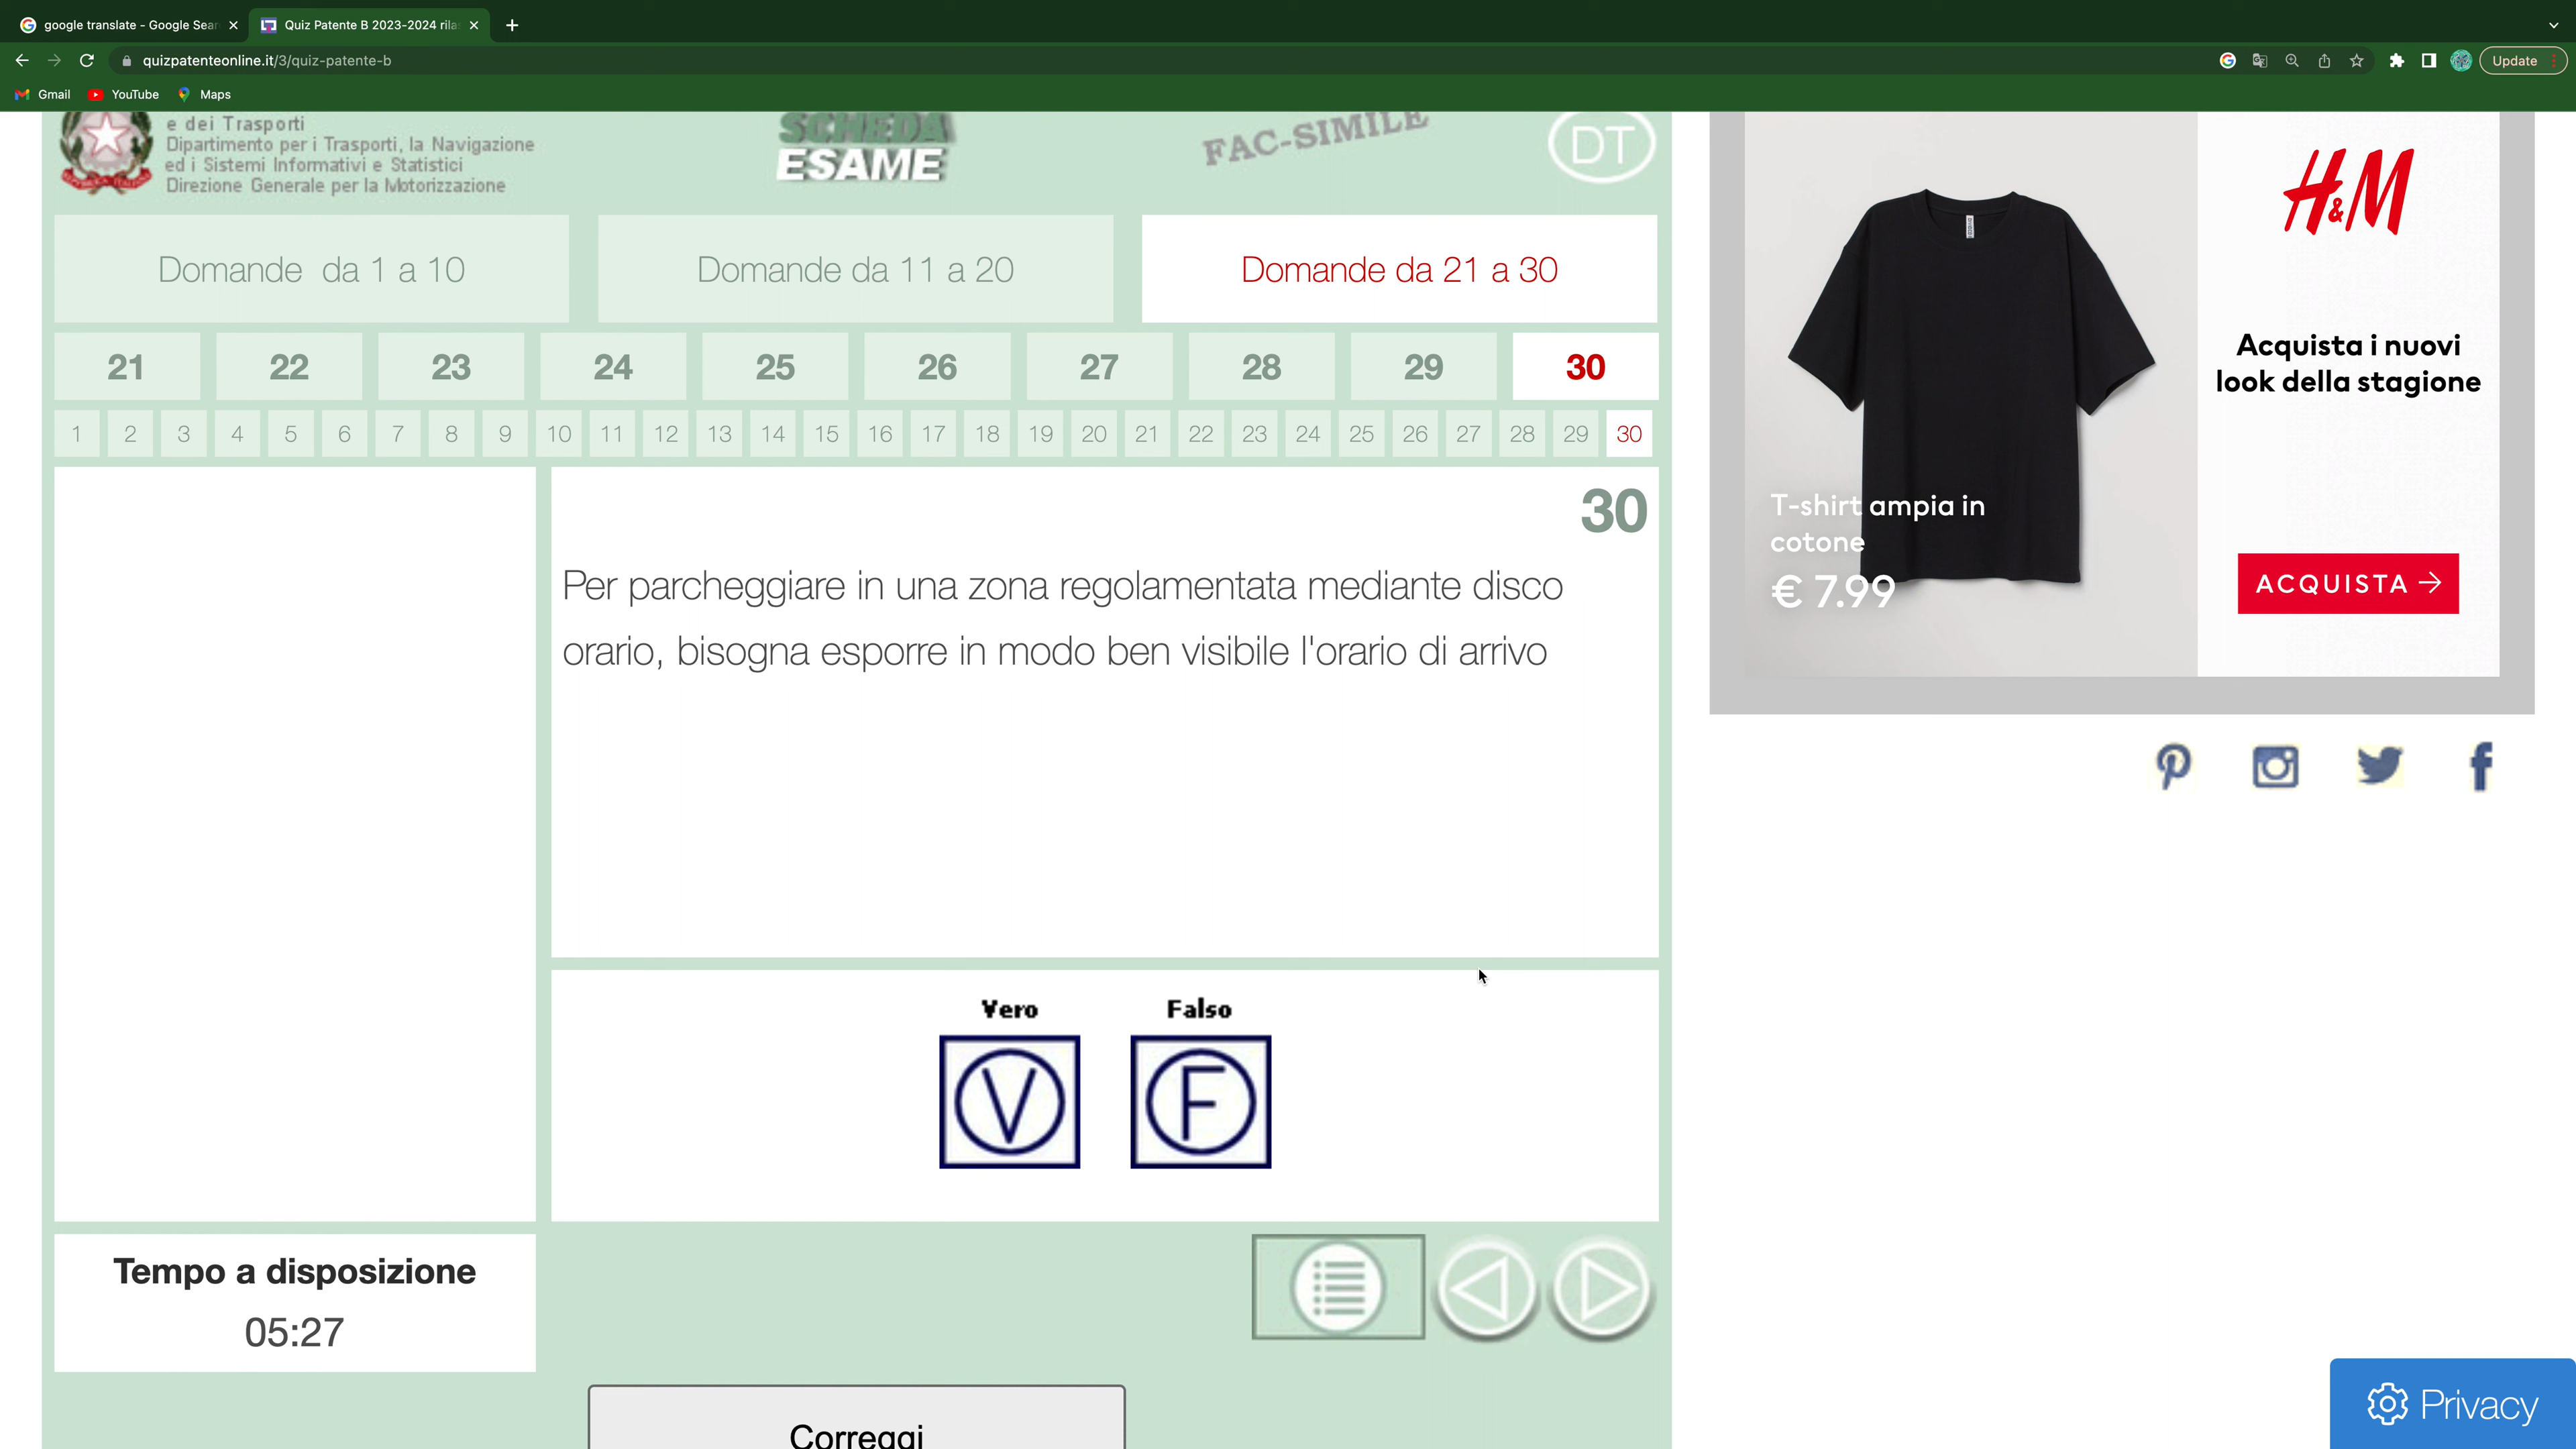 google translate - Google Sear
Quiz Patente B 2023-2024 rila
quizpatenteonline.it/3/quiz-patente-b
Update
Gmail
YouTube
Maps
e dei Trasporti
Dipartimento per i Trasporti, la Navigazione
ed i Sistemi Informativi e Statistici
Direzione Generale per la Motorizzazione
SCHEDA
ESAME
FAC-SIMILE
DT
Domande da 1 a 10
Domande da 11 a 20
Domande da 21 a 30
21 22 23 24 25 26 27 28 29 30
1 2 3 4 5 6 7 8 9 10 11 12 13 14 15 16 17 18 19 20 21 22 23 24 25 26 27 28 29 30
30
Per parcheggiare in una zona regolamentata mediante disco
orario, bisogna esporre in modo ben visibile l'orario di arrivo
Vero Falso
V F
Tempo a disposizione
05:27
Correggi
H&M
Acquista i nuovi
look della stagione
T-shirt ampia in
cotone
€ 7.99
ACQUISTA
Privacy